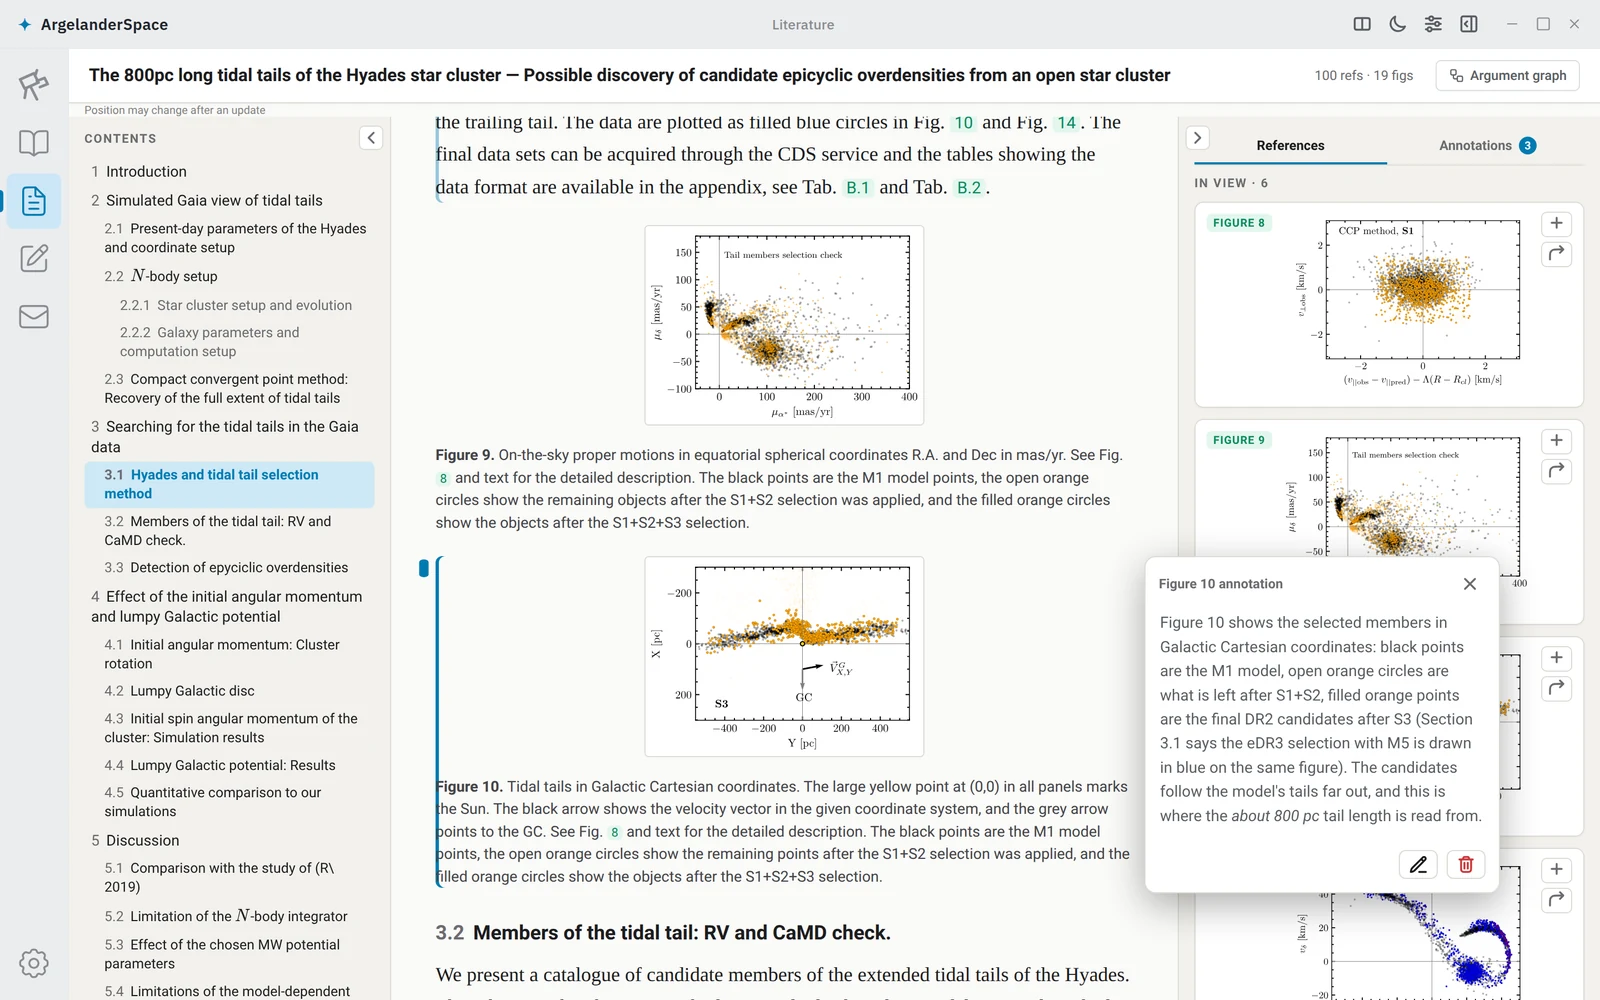 ArgelanderSpace
Literature
The 800pc long tidal tails of the Hyades star cluster — Possible discovery of candidate epicyclic overdensities from an open star cluster
100 refs · 19 figs
Argument graph
Position may change after an update
CONTENTS
1 Introduction
2 Simulated Gaia view of tidal tails
2.1 Present-day parameters of the Hyades
and coordinate setup
2.2 N-body setup
2.2.1 Star cluster setup and evolution
2.2.2 Galaxy parameters and
computation setup
2.3 Compact convergent point method:
Recovery of the full extent of tidal tails
3 Searching for the tidal tails in the Gaia
data
3.1 Hyades and tidal tail selection
method
3.2 Members of the tidal tail: RV and
CaMD check.
3.3 Detection of epyciclic overdensities
4 Effect of the initial angular momentum
and lumpy Galactic potential
4.1 Initial angular momentum: Cluster
rotation
4.2 Lumpy Galactic disc
4.3 Initial spin angular momentum of the
cluster: Simulation results
4.4 Lumpy Galactic potential: Results
4.5 Quantitative comparison to our
simulations
5 Discussion
5.1 Comparison with the study of (R\
2019)
5.2 Limitation of the N-body integrator
5.3 Effect of the chosen MW potential
parameters
5.4 Limitations of the model-dependent
the trailing tail. The data are plotted as filled blue circles in Fig. 10 and Fig. 14. The
final data sets can be acquired through the CDS service and the tables showing the
data format are available in the appendix, see Tab. B.1 and Tab. B.2.
Tail members selection check
150
100
50
0
−50
−100
0 100 200 300 400
μδ [mas/yr]
μα* [mas/yr]
Figure 9. On-the-sky proper motions in equatorial spherical coordinates R.A. and Dec in mas/yr. See Fig.
8 and text for the detailed description. The black points are the M1 model points, the open orange
circles show the remaining objects after the S1+S2 selection was applied, and the filled orange circles
show the objects after the S1+S2+S3 selection.
−200
0
200
X [pc]
V⃗G X,Y
GC
S3
−400 −200 0 200 400
Y [pc]
Figure 10. Tidal tails in Galactic Cartesian coordinates. The large yellow point at (0,0) in all panels marks
the Sun. The black arrow shows the velocity vector in the given coordinate system, and the grey arrow
points to the GC. See Fig. 8 and text for the detailed description. The black points are the M1 model
points, the open orange circles show the remaining points after the S1+S2 selection was applied, and the
filled orange circles show the objects after the S1+S2+S3 selection.
3.2 Members of the tidal tail: RV and CaMD check.
We present a catalogue of candidate members of the extended tidal tails of the Hyades.
References
Annotations 3
IN VIEW · 6
FIGURE 8
CCP method, S1
2
0
−2
v⊥obs [km/s]
−2 0 2
(v||obs − v||pred) − Λ(R − Rcl) [km/s]
FIGURE 9
Tail members selection check
150
100
50
0
−50
μδ [mas/yr]
400
Figure 10 annotation
Figure 10 shows the selected members in
Galactic Cartesian coordinates: black points
are the M1 model, open orange circles are
what is left after S1+S2, filled orange points
are the final DR2 candidates after S3 (Section
3.1 says the eDR3 selection with M5 is drawn
in blue on the same figure). The candidates
follow the model's tails far out, and this is
where the about 800 pc tail length is read from.
40
20
0
−20
vδ [km/s]